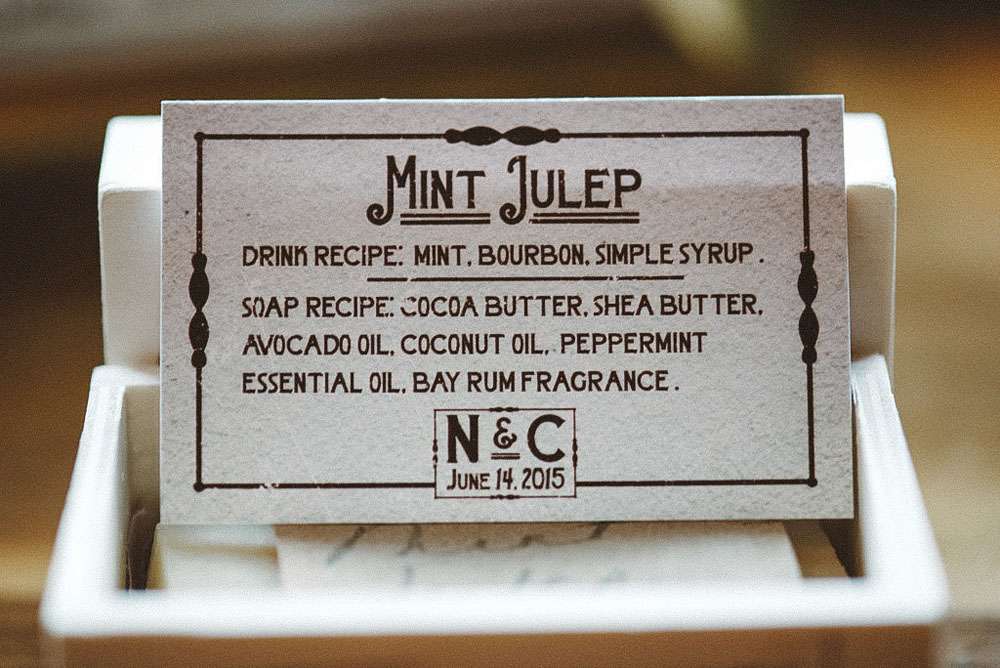 Mint Julep
DRINK RECIPE: MINT, BOURBON, SIMPLE SYRUP.
SOAP RECIPE: COCOA BUTTER, SHEA BUTTER,
AVOCADO OIL, COCONUT OIL, PEPPERMINT
ESSENTIAL OIL, BAY RUM FRAGRANCE.
N & C
JUNE 14, 2015